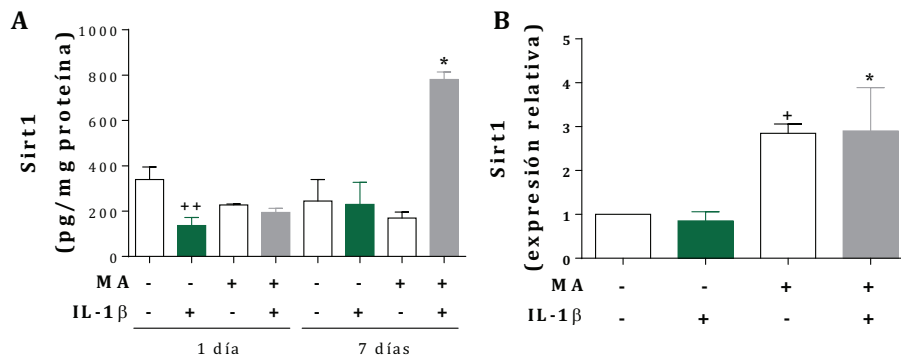 A
Sirt1
(pg/mg proteína)
1000
800
600
400
200
0
++
*
MA - - + + - - + +
IL-1β - + - + - + - +
1 día 7 días
B
Sirt1
(expresión relativa)
5
4
3
2
1
0
+
*
MA - - + +
IL-1β - + - +